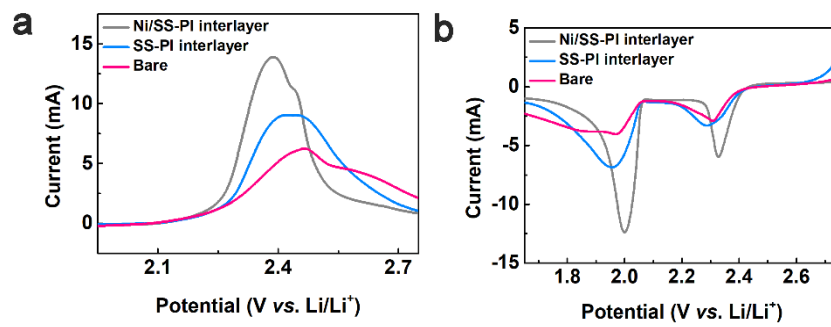 a
Ni/SS-PI interlayer
SS-PI interlayer
Bare
15
10
5
0
Current (mA)
2.1
2.4
2.7
Potential (V vs. Li/Li⁺)
b
Ni/SS-PI interlayer
SS-PI interlayer
Bare
5
0
-5
-10
-15
Current (mA)
1.8
2.0
2.2
2.4
2.6
Potential (V vs. Li/Li⁺)